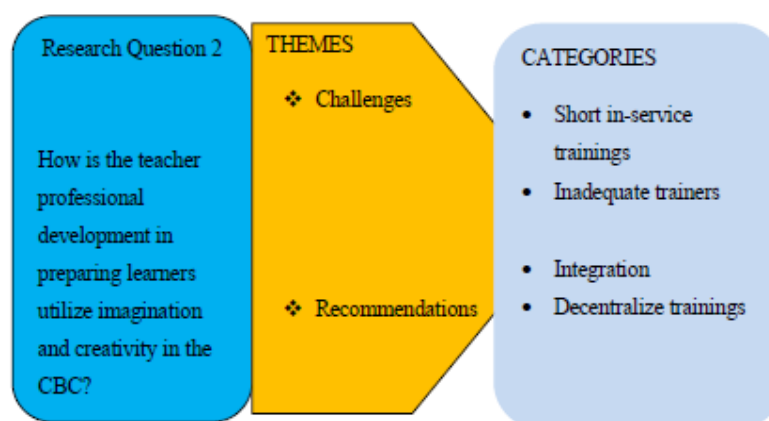 Research Question 2
How is the teacher
professional
development in
preparing learners
utilize imagination
and creativity in the
CBC?
THEMES
❖ Challenges
❖ Recommendations
CATEGORIES
• Short in-service
trainings
• Inadequate trainers
• Integration
• Decentralize trainings